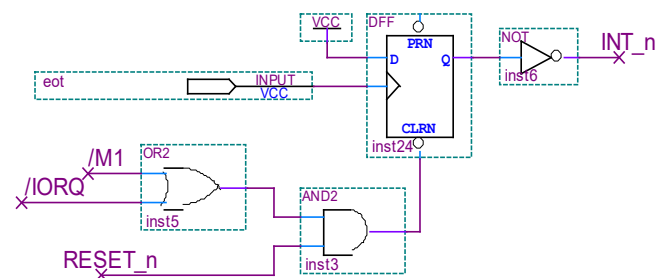 VCC
DFF
PRN
D
Q
NOT
INT_n
inst6
eot
INPUT
VCC
CLRN
inst24
/M1
OR2
/IORQ
inst5
AND2
RESET_n
inst3